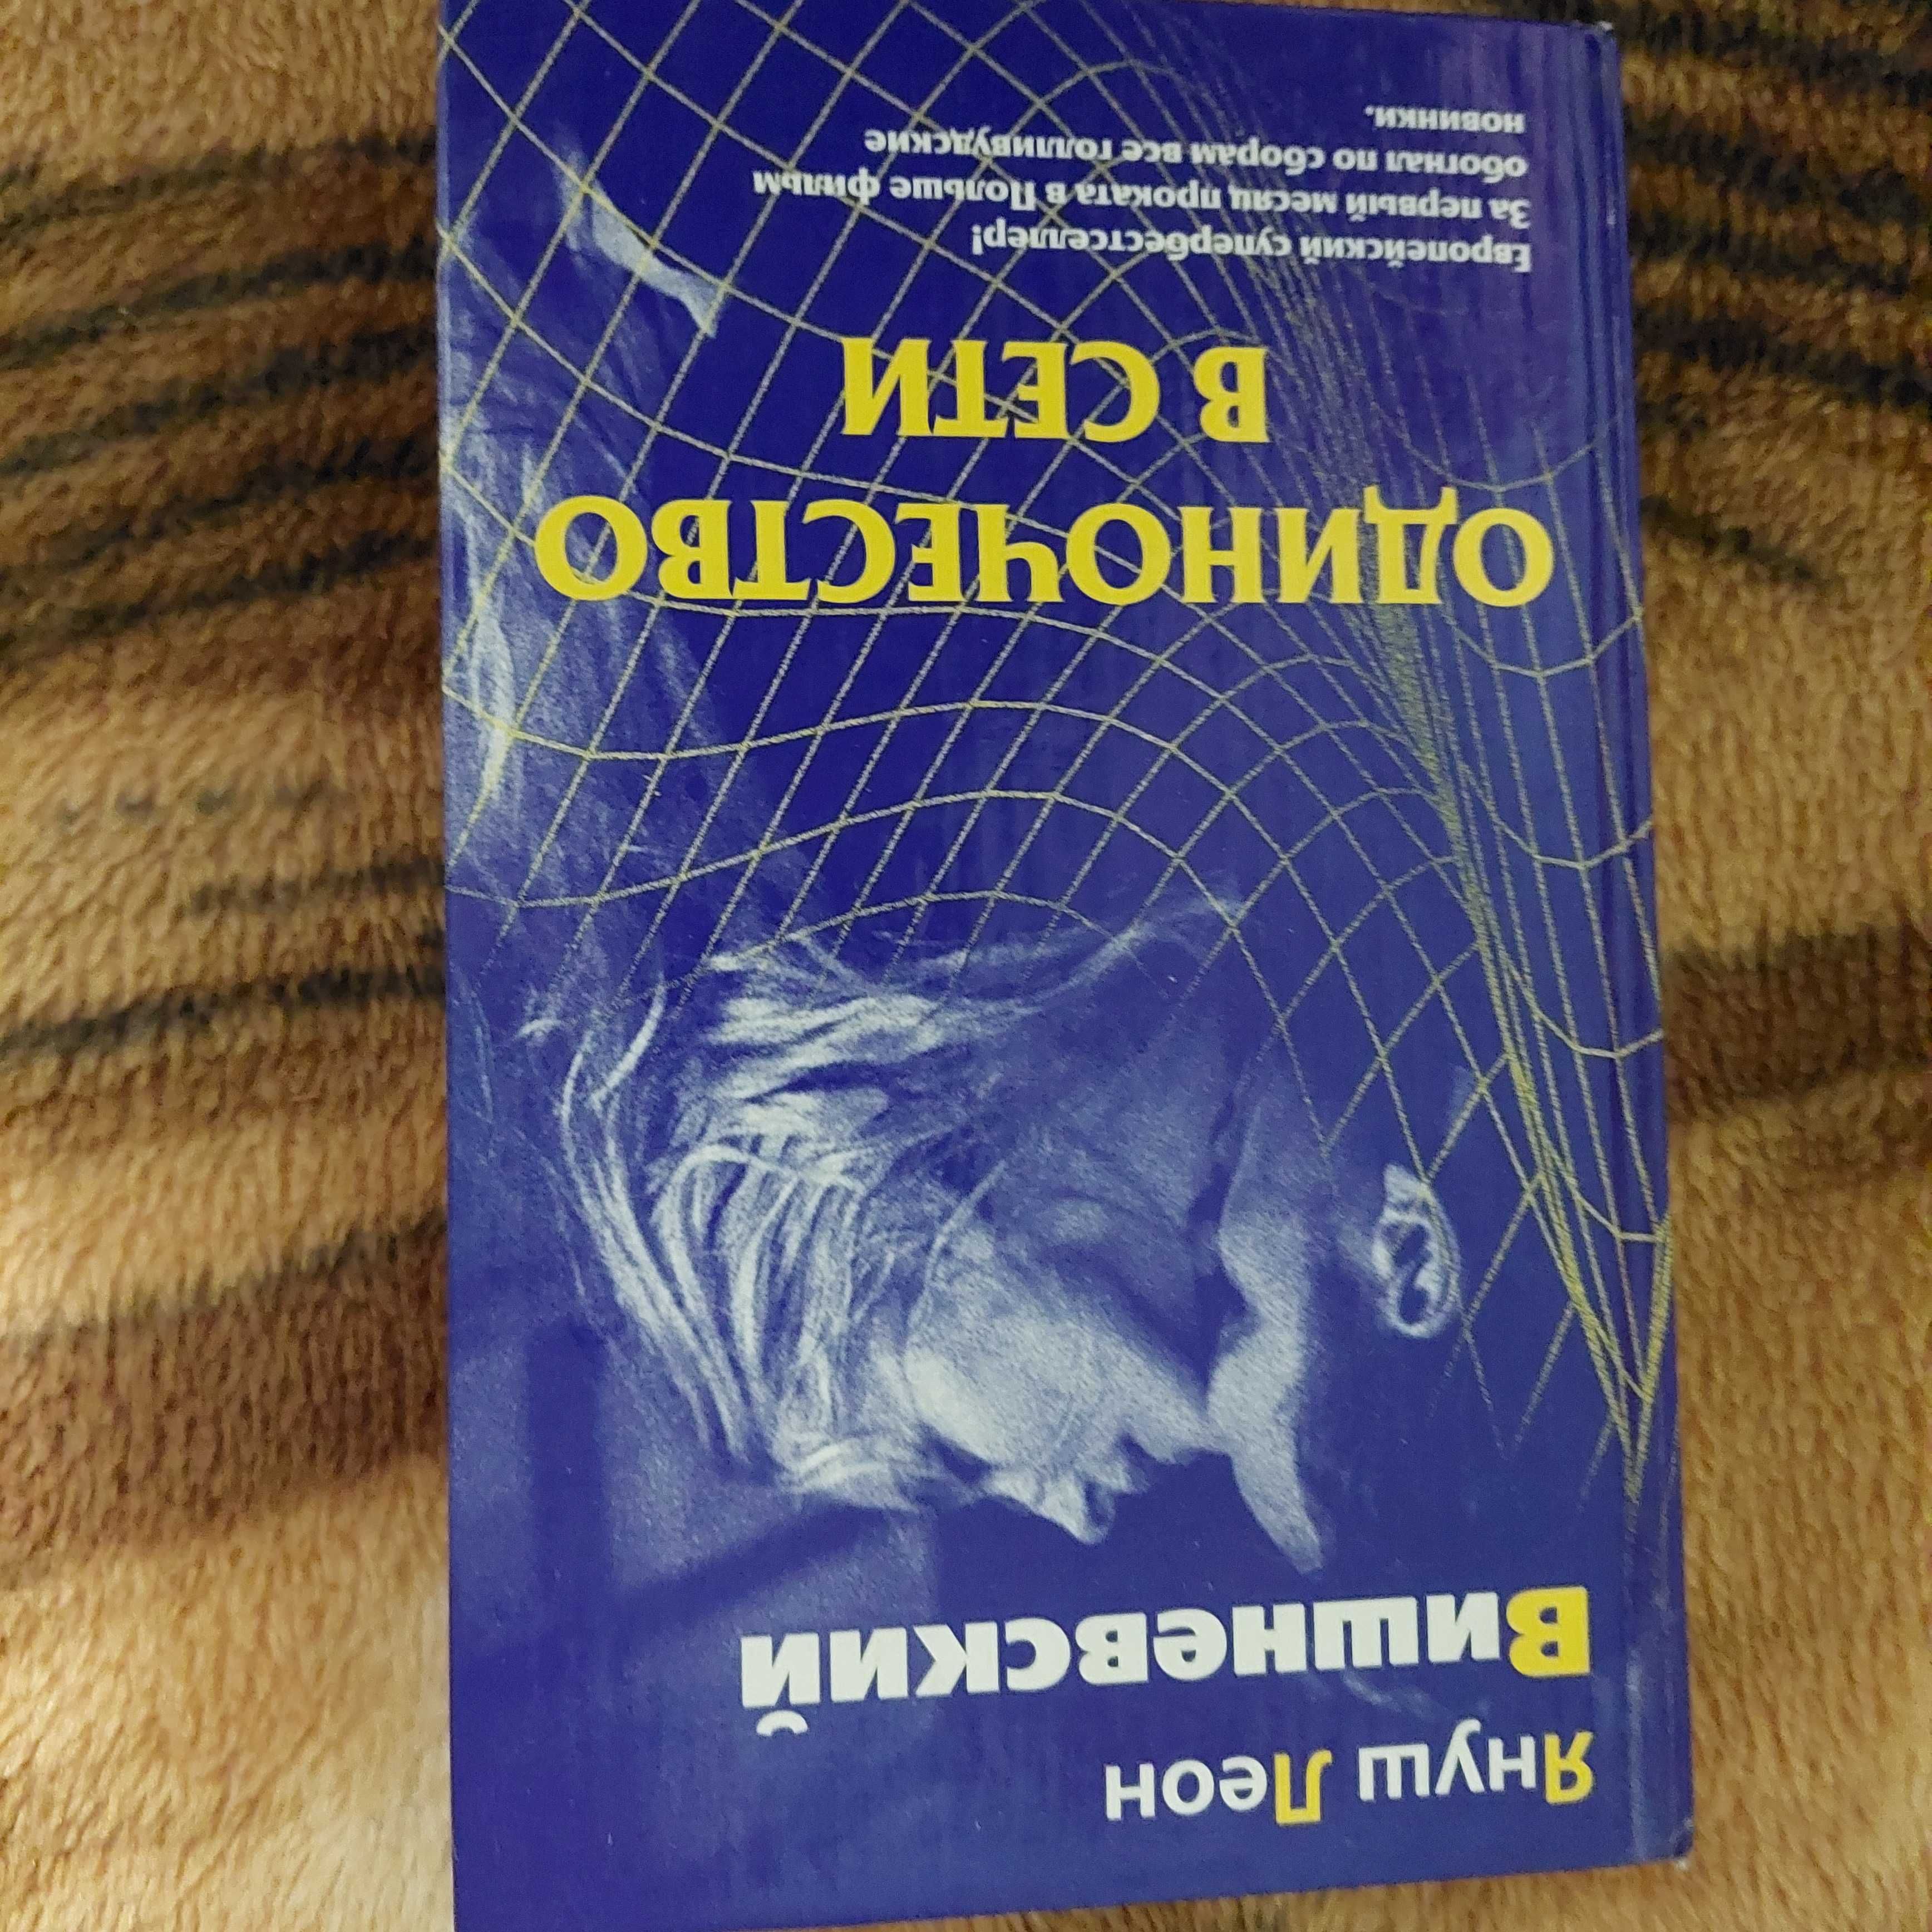 Януш Леон
Вишневский
ОДИНОЧЕСТВО
В СЕТИ
Европейский супербестселлер!
За первый месяц проката в Польше фильм
обогнал по сборам все голливудские
новинки.